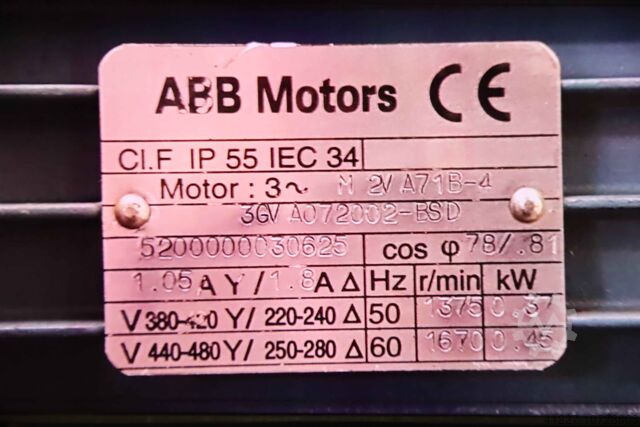 ABB Motors CE
Cl.F IP 55 IEC 34
Motor : 3~ M 2VA71B-4
3GVA072002-BSD
5200000030625 cos φ 78/.81
1.05 A Y/ 1.8 A Δ Hz r/min kW
V 380-420 Y/ 220-240 Δ 50 1375 0.37
V 440-480 Y/ 250-280 Δ 60 1670 0.45